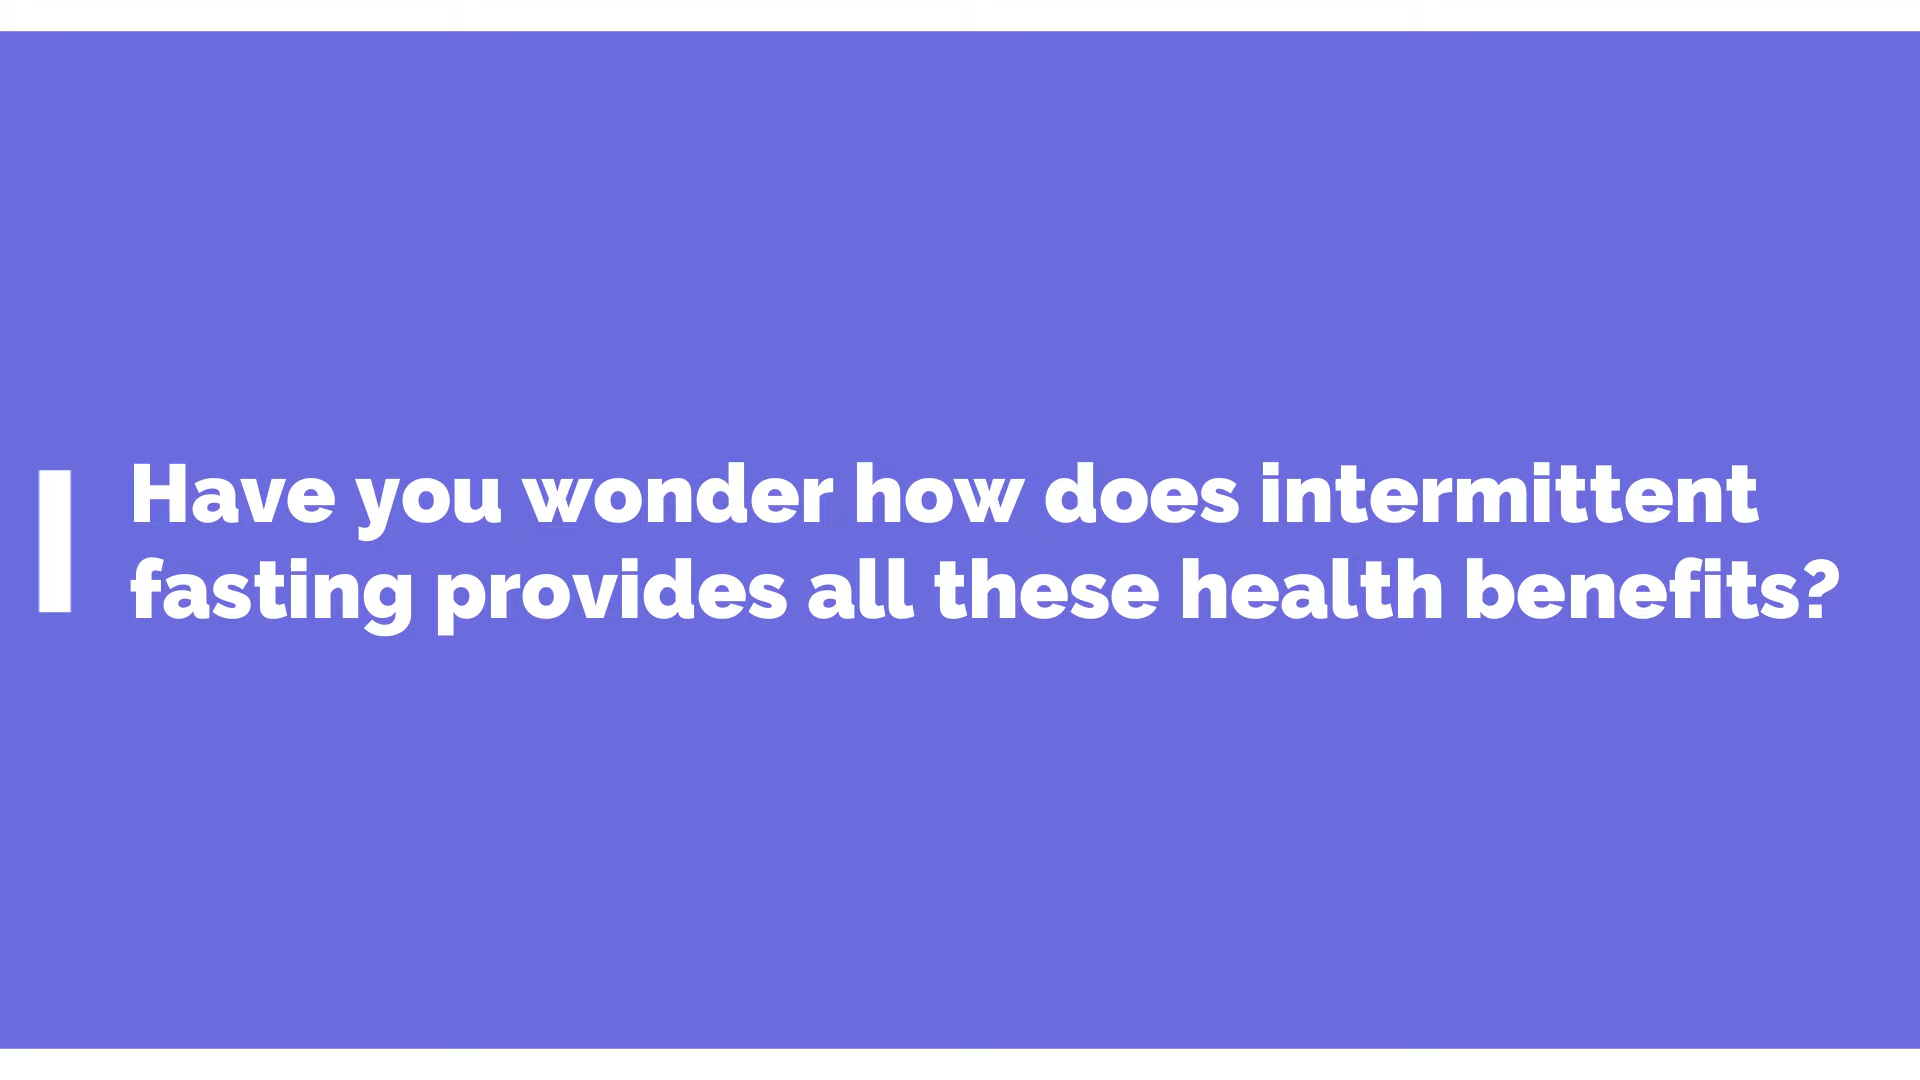 Have you wonder how does intermittent
fasting provides all these health benefits?